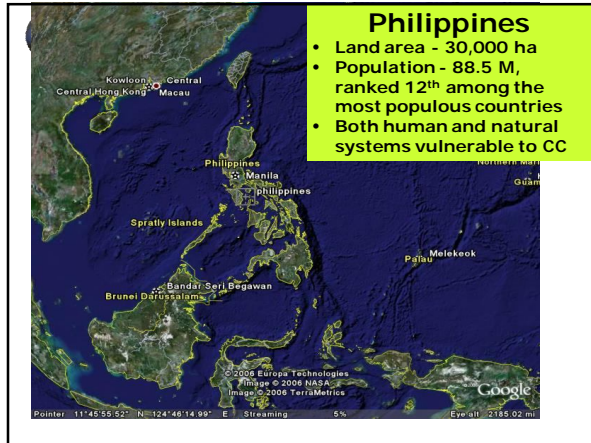 Philippines
• Land area - 30,000 ha
• Population - 88.5 M,
ranked 12th among the
most populous countries
• Both human and natural
systems vulnerable to CC
Kowloon
Central
Central Hong Kong
Macau
Philippines
Manila
philippines
Northern Mari
Guam
Spratly Islands
Melekeok
Palau
Bandar Seri Begawan
Brunei Darussalam
© 2006 Europa Technologies
Image © 2006 NASA
Image © 2006 TerraMetrics
Google
Pointer 11°45'55.52" N 124°46'14.99" E Streaming 5% Eye alt 2185.02 mi